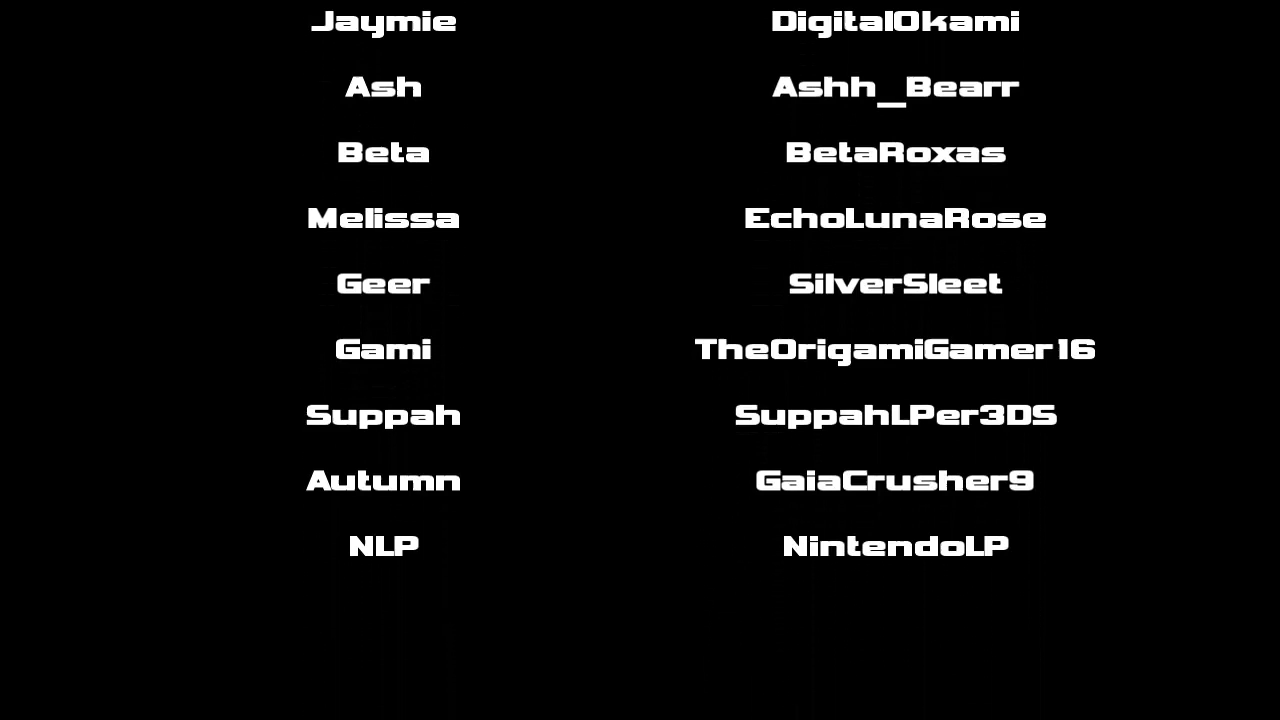 Jaymie DigitalOkami
Ash Ashh_Bearr
Beta BetaRoxas
Melissa EchoLunaRose
Geer SilverSleet
Gami TheOrigamiGamer16
Suppah SuppahLPer3DS
Autumn GaiaCrusher9
NLP NintendoLP